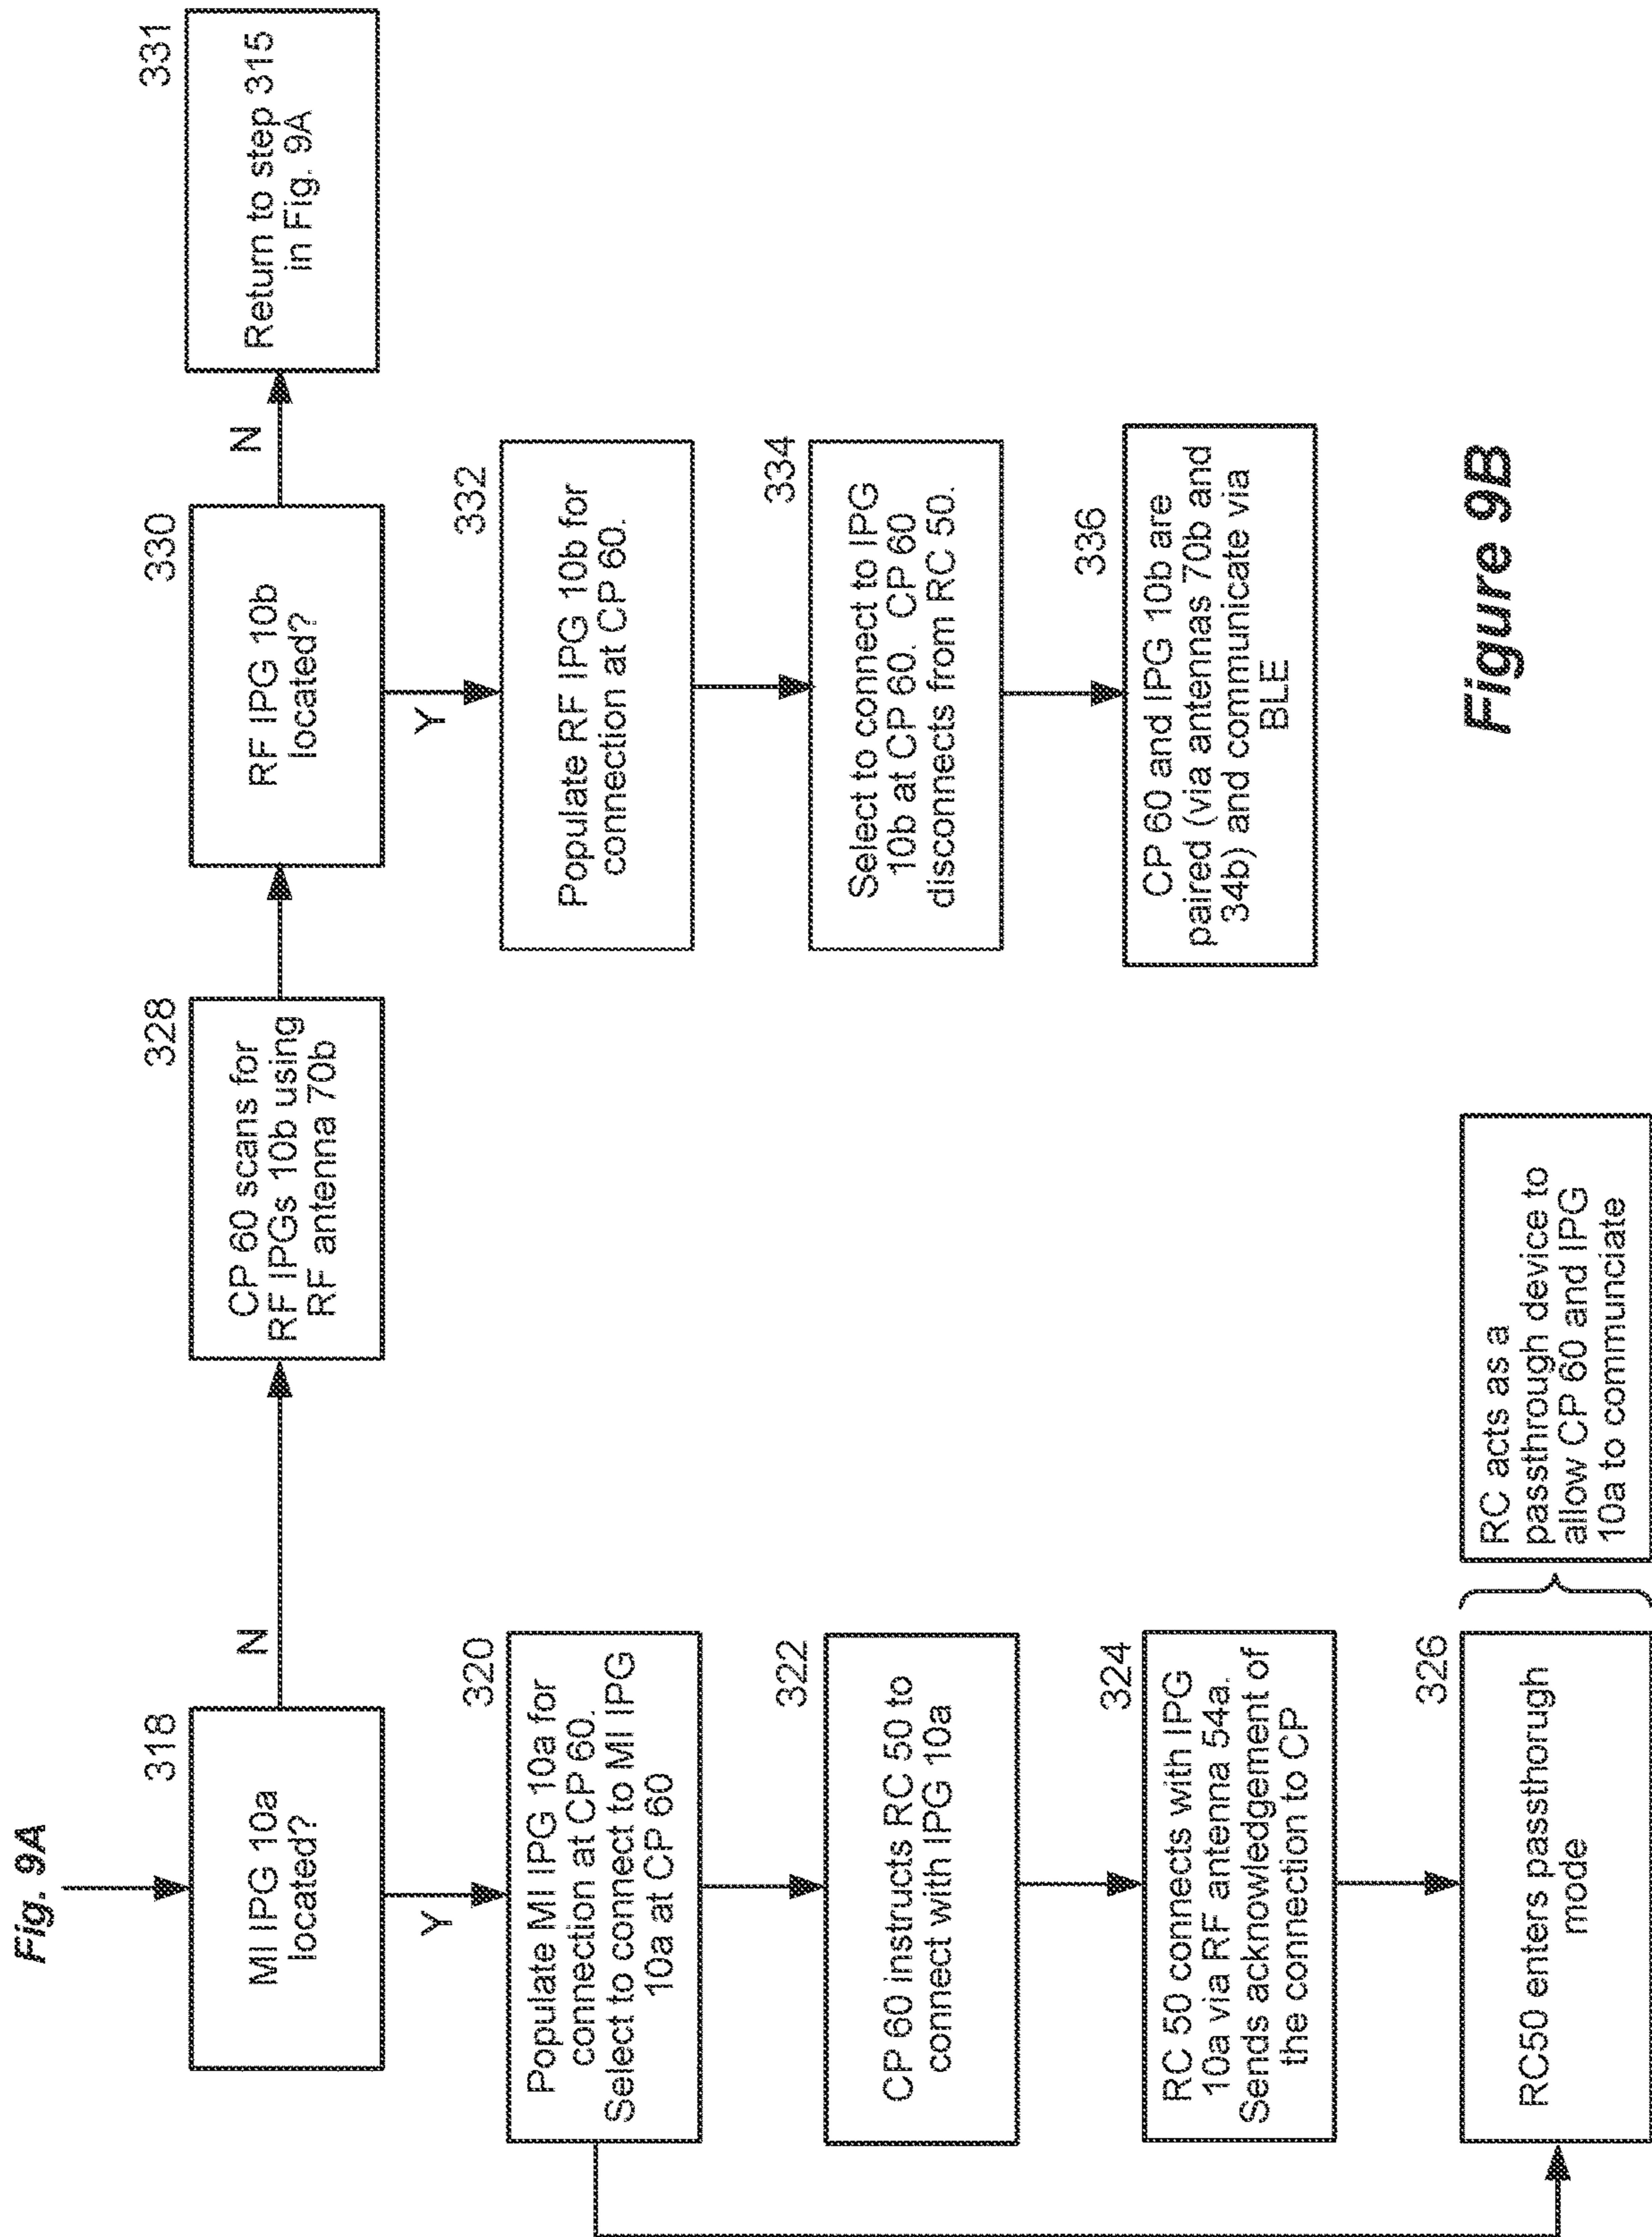 Fig. 9A
318
MI IPG 10a
located?
N
Y
320
Populate MI IPG 10a for
connection at CP 60.
Select to connect to MI IPG
10a at CP 60
322
CP 60 instructs RC 50 to
connect with IPG 10a
324
RC 50 connects with IPG
10a via RF antenna 54a.
Sends acknowledgement of
the connection to CP
326
RC50 enters passthorugh
mode
RC acts as a
passthrough device to
allow CP 60 and IPG
10a to communciate
328
CP 60 scans for
RF IPGs 10b using
RF antenna 70b
330
RF IPG 10b
located?
N
331
Return to step 315
in Fig. 9A
Y
332
Populate RF IPG 10b for
connection at CP 60.
334
Select to connect to IPG
10b at CP 60. CP 60
disconnects from RC 50.
336
CP 60 and IPG 10b are
paired (via antennas 70b and
34b) and communicate via
BLE
Figure 9B